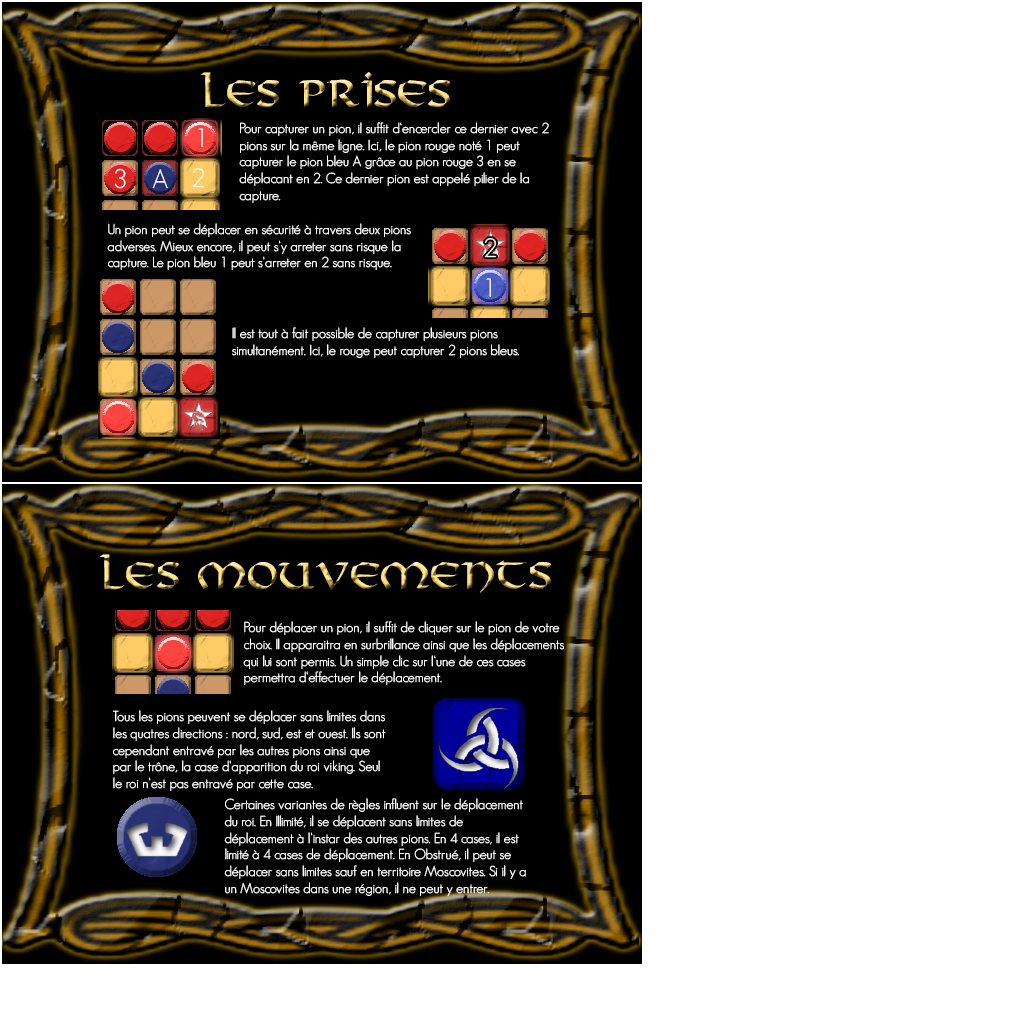 Les prises
1
3 A 2
Pour capturer un pion, il suffit d'encercler ce dernier avec 2
pions sur la même ligne. Ici, le pion rouge noté 1 peut
capturer le pion bleu A grâce au pion rouge 3 en se
déplacant en 2. Ce dernier pion est appelé pilier de la
capture.
Un pion peut se déplacer en sécurité à travers deux pions
adverses. Mieux encore, il peut s'y arreter sans risque la
capture. Le pion bleu 1 peut s'arreter en 2 sans risque.
2
1
Il est tout à fait possible de capturer plusieurs pions
simultanément. Ici, le rouge peut capturer 2 pions bleus.
Les mouvements
Pour déplacer un pion, il suffit de cliquer sur le pion de votre
choix. Il apparaitra en surbrillance ainsi que les déplacements
qui lui sont permis. Un simple clic sur l'une de ces cases
permettra d'effectuer le déplacement.
Tous les pions peuvent se déplacer sans limites dans
les quatres directions : nord, sud, est et ouest. Ils sont
cependant entravé par les autres pions ainsi que
par le trône, la case d'apparition du roi viking. Seul
le roi n'est pas entravé par cette case.
Certaines variantes de règles influent sur le déplacement
du roi. En Illimité, il se déplacent sans limites de
déplacement à l'instar des autres pions. En 4 cases, il est
limité à 4 cases de déplacement. En Obstrué, il peut se
déplacer sans limites sauf en territoire Moscovites. Si il y a
un Moscovites dans une région, il ne peut y entrer.